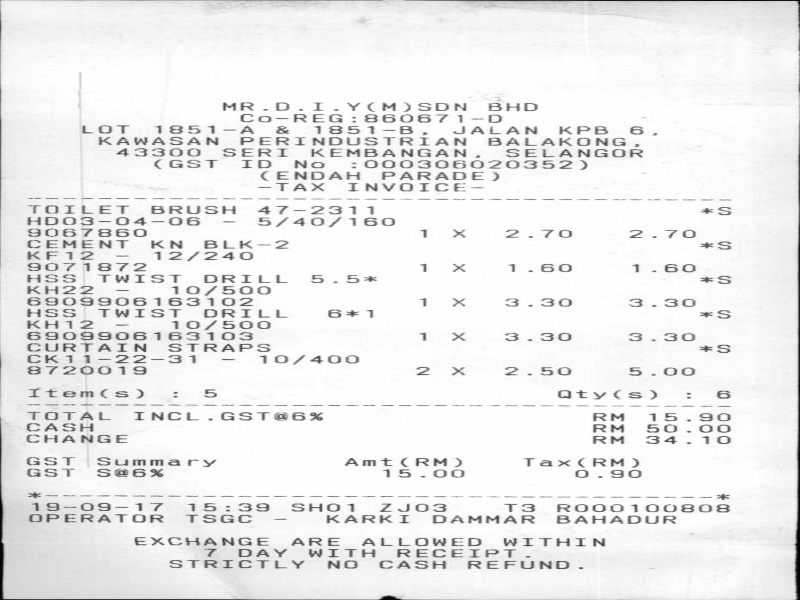 MR.D.I.Y(M)SDN BHD
Co-REG:860671-D
LOT 1851-A & 1851-B, JALAN KPB 6,
KAWASAN PERINDUSTRIAN BALAKONG,
43300 SERI KEMBANGAN, SELANGOR
(GST ID No :000306020352)
(ENDAH PARADE)
-TAX INVOICE-
TOILET BRUSH 47-2311 *S
HD03-04-06 - 5/40/160
9067860 1 X 2.70 2.70
CEMENT KN BLK-2 *S
KF12 - 12/240
9071872 1 X 1.60 1.60
HSS TWIST DRILL 5.5* *S
KH22 - 10/500
6909906163102 1 X 3.30 3.30
HSS TWIST DRILL 6*1 *S
KH12 - 10/500
6909906163103 1 X 3.30 3.30
CURTAIN STRAPS *S
CK11-22-31 - 10/400
8720019 2 X 2.50 5.00
Item(s) : 5 Qty(s) : 6
TOTAL INCL.GST@6% RM 15.90
CASH RM 50.00
CHANGE RM 34.10
GST Summary Amt(RM) Tax(RM)
GST S@6% 15.00 0.90
*--------------------*
19-09-17 15:39 SH01 ZJ03 T3 R000100808
OPERATOR TSGC - KARKI DAMMAR BAHADUR
EXCHANGE ARE ALLOWED WITHIN
7 DAY WITH RECEIPT.
STRICTLY NO CASH REFUND.